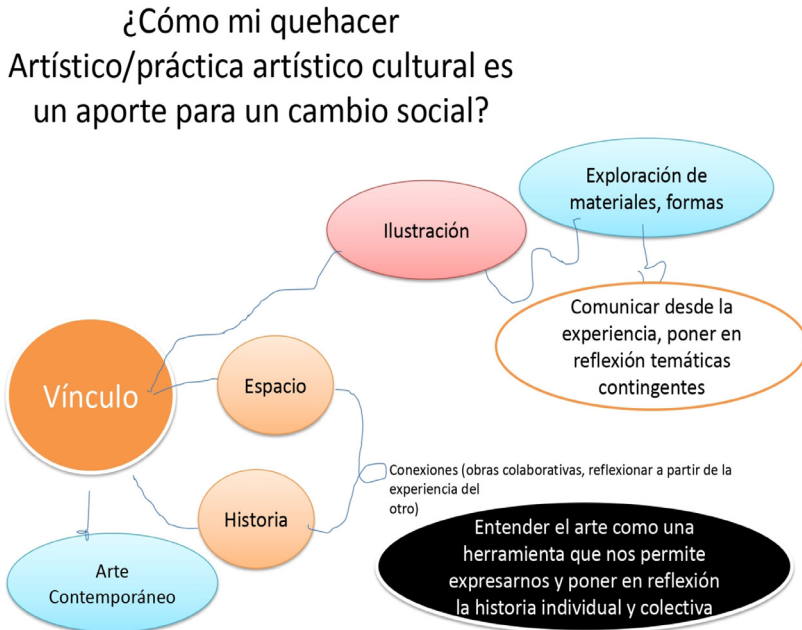 ¿Cómo mi quehacer
Artístico/práctica artístico cultural es
un aporte para un cambio social?
Exploración de
materiales, formas
Ilustración
Comunicar desde la
experiencia, poner en
reflexión temáticas
contingentes
Vínculo
Espacio
Conexiones (obras colaborativas, reflexionar a partir de la
experiencia del
otro)
Historia
Entender el arte como una
herramienta que nos permite
expresarnos y poner en reflexión
la historia individual y colectiva
Arte
Contemporáneo